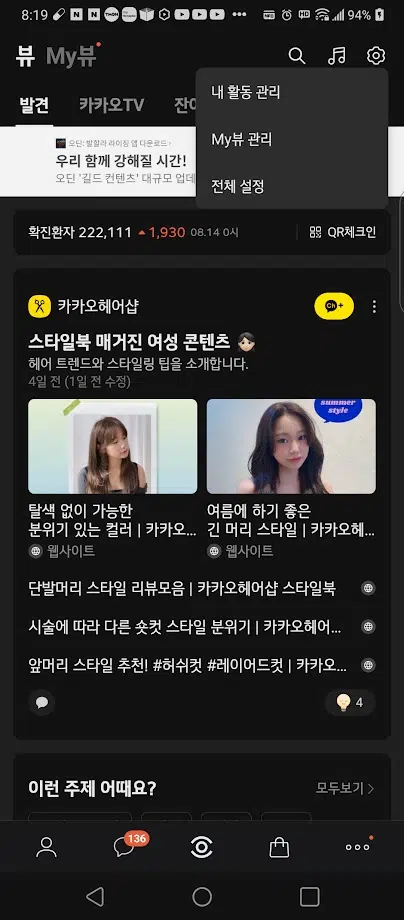 8:19
94%
뷰 My뷰
발견 카카오TV
내 활동 관리
My뷰 관리
전체 설정
오딘: 발할라 라이징 앱 다운로드 ›
우리 함께 강해질 시간!
오딘 '길드 컨텐츠' 대규모 업데
확진환자 222,111 ▲ 1,930 08.14 0시
QR체크인
카카오헤어샵
Ch+
스타일북 매거진 여성 콘텐츠
헤어 트렌드와 스타일링 팁을 소개합니다.
4일 전 (1일 전 수정)
summer
style
탈색 없이 가능한
분위기 있는 컬러 | 카카오...
웹사이트
여름에 하기 좋은
긴 머리 스타일 | 카카오헤...
웹사이트
단발머리 스타일 리뷰모음 | 카카오헤어샵 스타일북
시술에 따라 다른 숏컷 스타일 분위기 | 카카오헤어...
앞머리 스타일 추천! #허쉬컷 #레이어드컷 | 카카오...
4
이런 주제 어때요?
모두보기 >
136